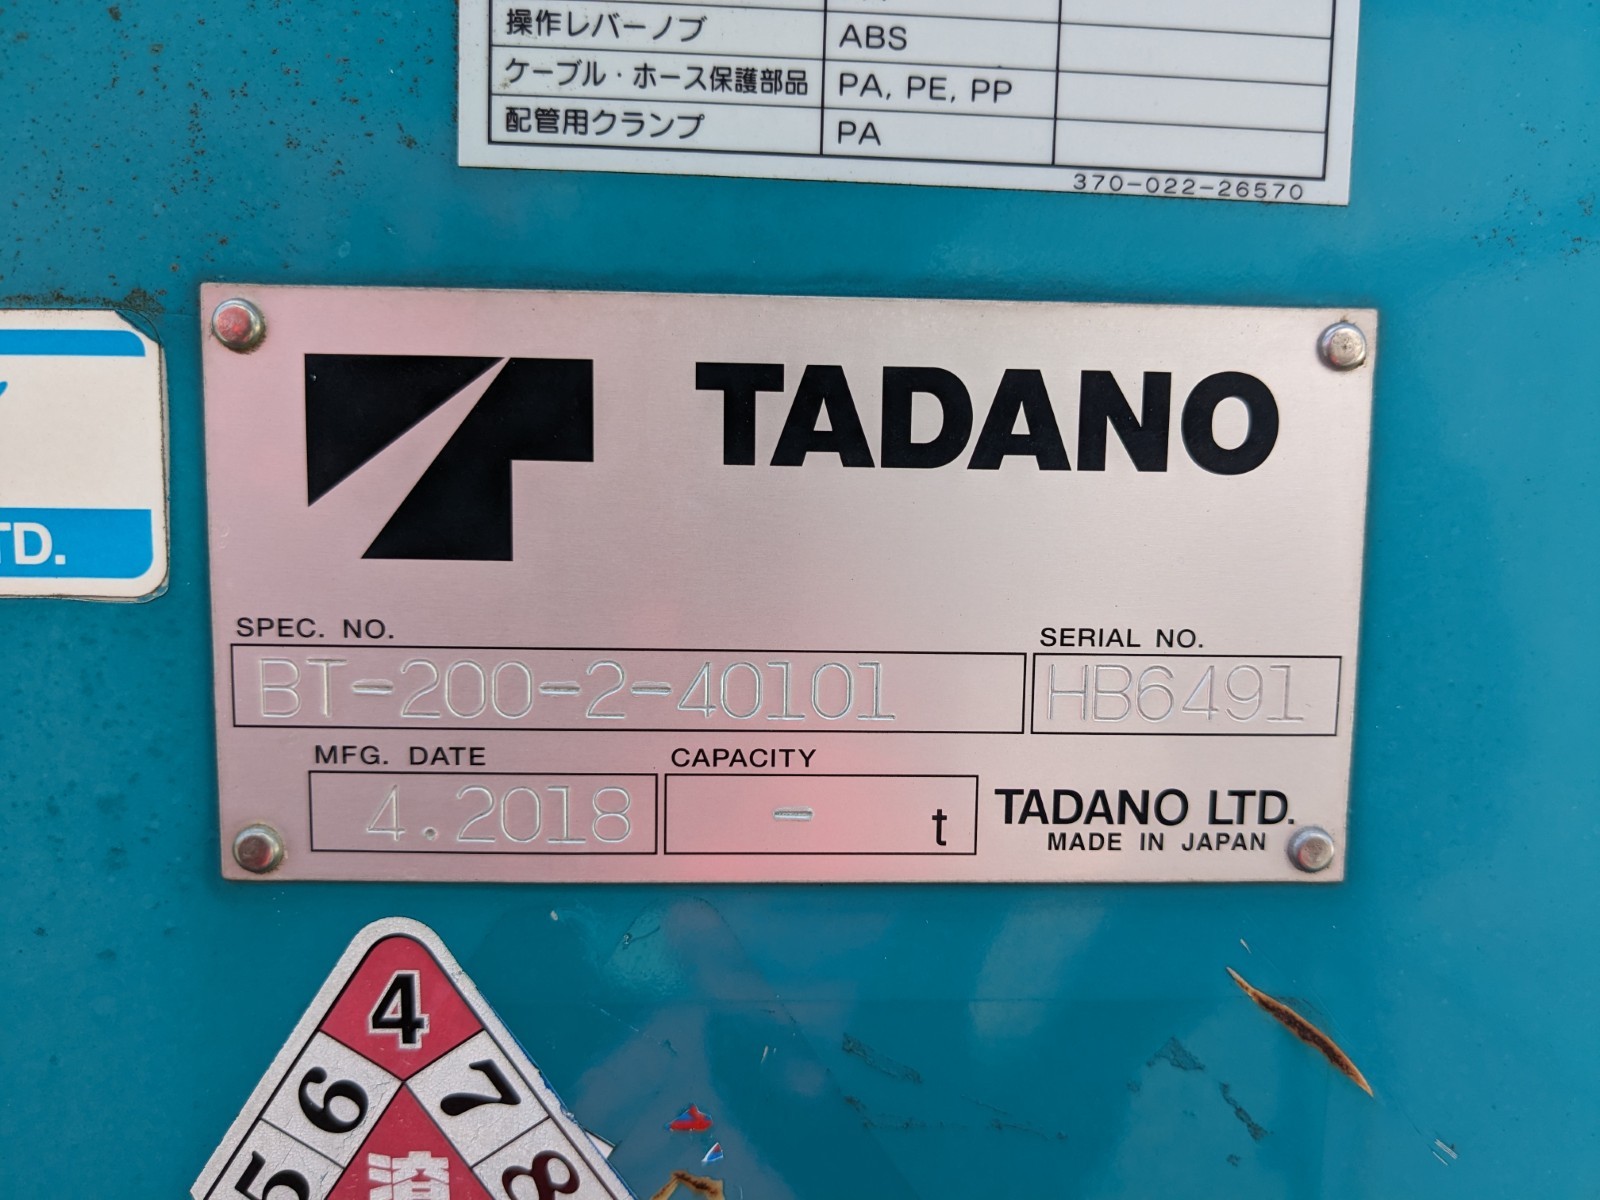 操作レバーノブ ABS
ケーブル・ホース保護部品 PA, PE, PP
配管用クランプ PA
370-022-26570
TADANO
TD.
SPEC. NO. SERIAL NO.
BT-200-2-40101 HB6491
MFG. DATE CAPACITY
4.2018 - t
TADANO LTD.
MADE IN JAPAN
4
6 7
5 済 8